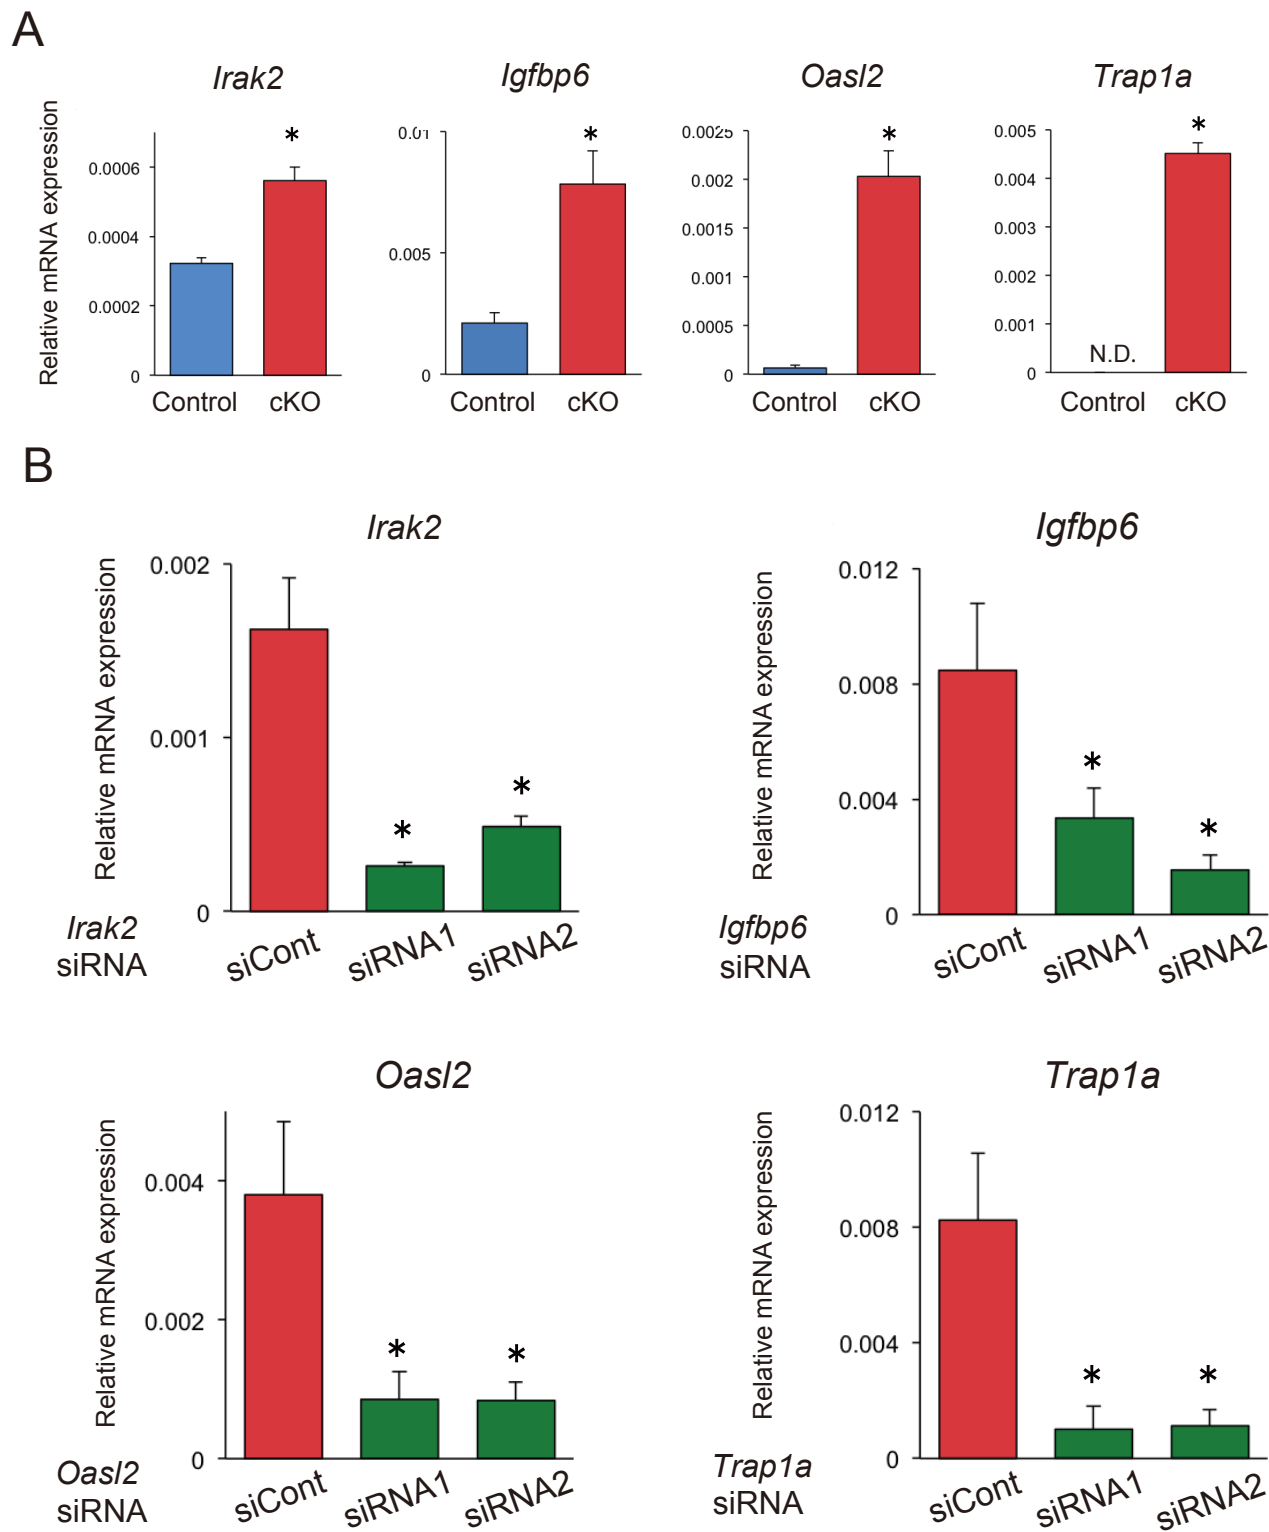 A
Irak2
Igfbp6
Oasl2
Trap1a
Relative mRNA expression
0.0006
0.0004
0.0002
0
*
Control cKO
0.01
0.005
0
*
Control cKO
0.0025
0.002
0.0015
0.001
0.0005
0
*
Control cKO
0.005
0.004
0.003
0.002
0.001
0
N.D.
*
Control cKO
B
Irak2
Relative mRNA expression
0.002
0.001
0
*
*
Irak2
siRNA
siCont siRNA1 siRNA2
Igfbp6
Relative mRNA expression
0.012
0.008
0.004
0
*
*
Igfbp6
siRNA
siCont siRNA1 siRNA2
Oasl2
Relative mRNA expression
0.004
0.002
0
*
*
Oasl2
siRNA
siCont siRNA1 siRNA2
Trap1a
Relative mRNA expression
0.012
0.008
0.004
0
*
*
Trap1a
siRNA
siCont siRNA1 siRNA2